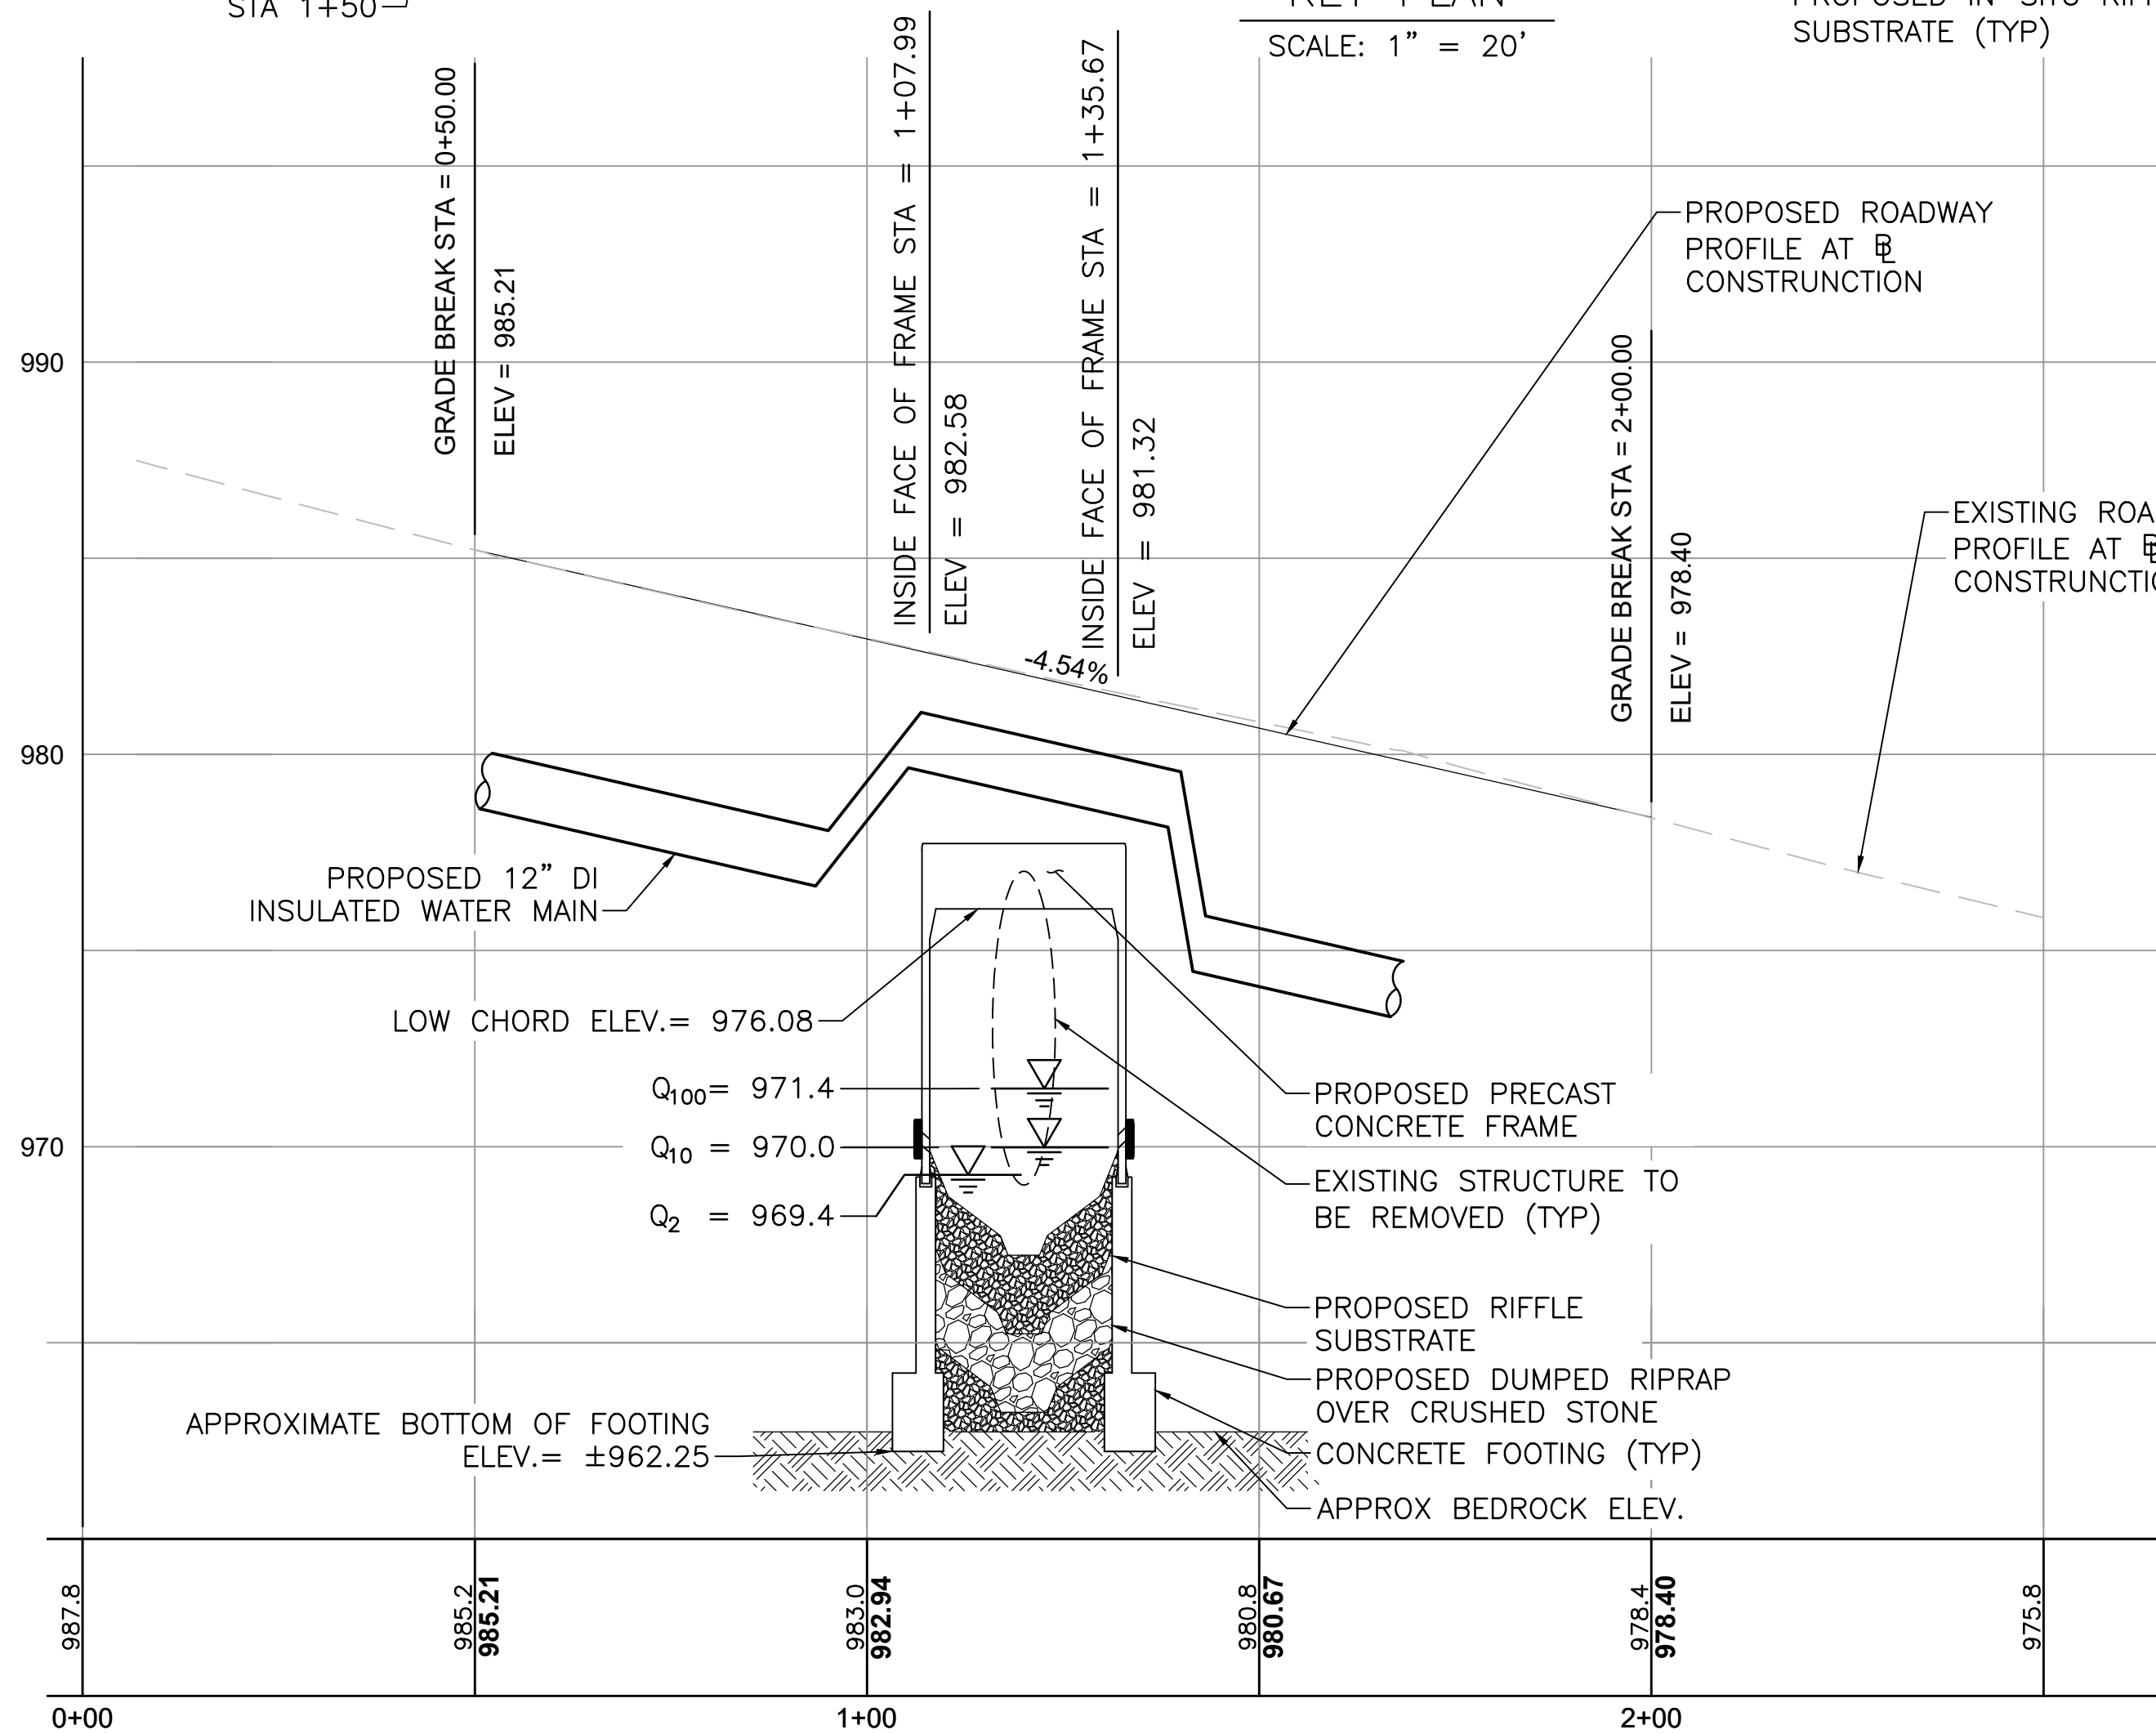 STA 1+50
KEY PLAN
SCALE: 1” = 20’
SUBSTRATE (TYP)
GRADE BREAK STA = 0+50.00
ELEV = 985.21
INSIDE FACE OF FRAME STA = 1+07.99
ELEV = 982.58
INSIDE FACE OF FRAME STA = 1+35.67
ELEV = 981.32
PROPOSED ROADWAY
PROFILE AT BL
CONSTRUNCTION
GRADE BREAK STA = 2+00.00
ELEV = 978.40
EXISTING
PROFILE AT
990
980
970
-4.54%
PROPOSED 12” DI
INSULATED WATER MAIN
LOW CHORD ELEV.= 976.08
Q100= 971.4
Q10 = 970.0
Q2 = 969.4
PROPOSED PRECAST
CONCRETE FRAME
EXISTING STRUCTURE TO
BE REMOVED (TYP)
PROPOSED RIFFLE
SUBSTRATE
PROPOSED DUMPED RIPRAP
OVER CRUSHED STONE
CONCRETE FOOTING (TYP)
APPROX BEDROCK ELEV.
APPROXIMATE BOTTOM OF FOOTING
ELEV.= ±962.25
987.8
985.2
985.21
983.0
982.94
980.8
980.67
978.4
978.40
975.8
0+00
1+00
2+00